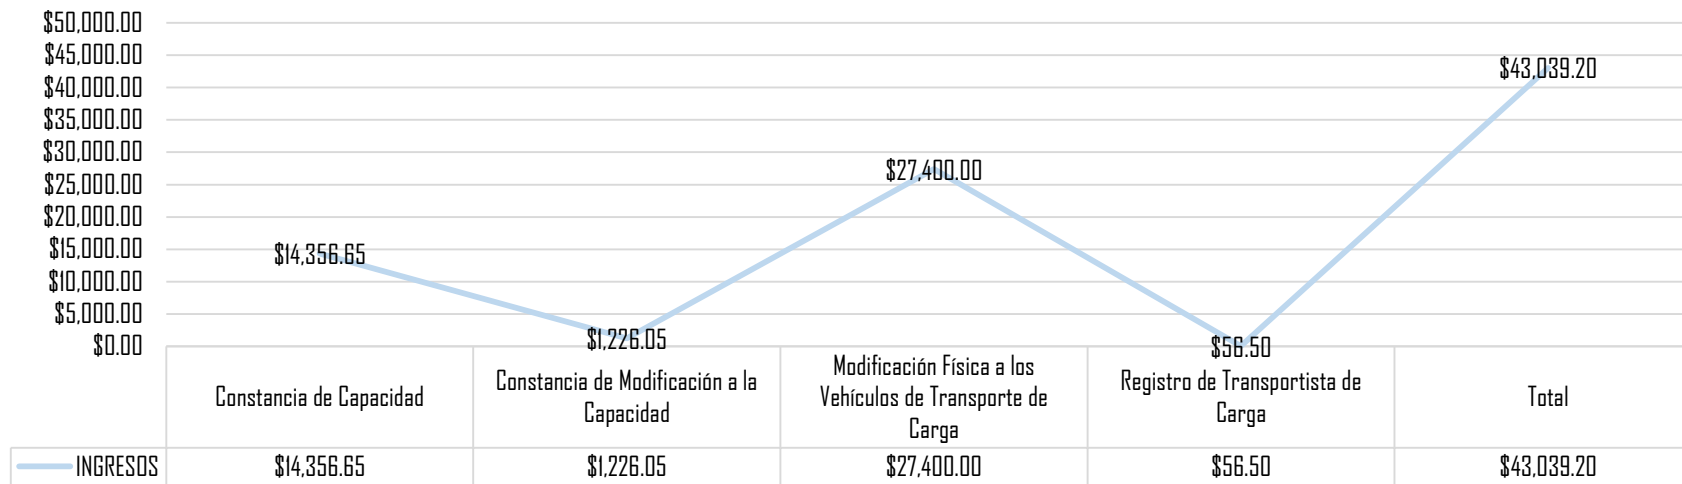 $50,000.00
$45,000.00
$40,000.00
$35,000.00
$30,000.00
$25,000.00
$20,000.00
$15,000.00
$10,000.00
$5,000.00
$0.00
$14,356.65
$1,226.05
$27,400.00
$56.50
$43,039.20
Constancia de Capacidad
Constancia de Modificación a la
Capacidad
Modificación Física a los
Vehículos de Transporte de
Carga
Registro de Transportista de
Carga
Total
INGRESOS $14,356.65 $1,226.05 $27,400.00 $56.50 $43,039.20